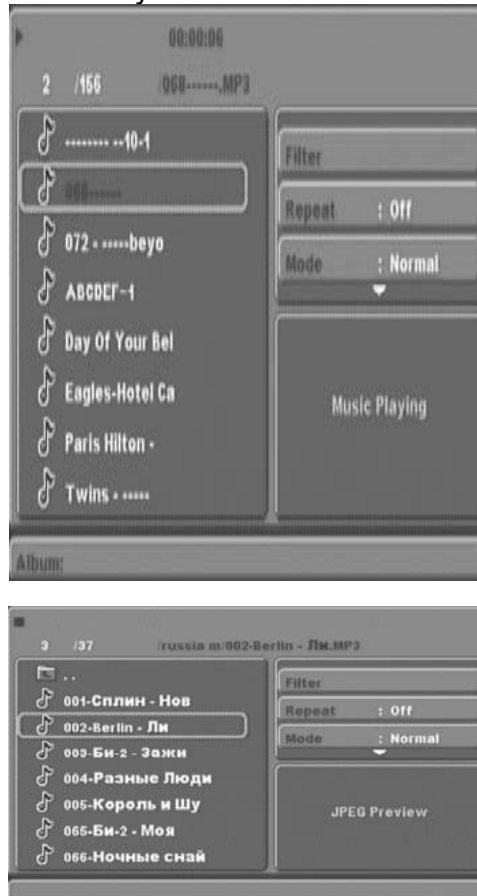 00:00:06
2 /156 /068------.MP3
-------- --10-1
068------
072 - -----beyo
ABCDEF~1
Day Of Your Bel
Eagles-Hotel Ca
Paris Hilton -
Twins - -----
Filter
Repeat : Off
Mode : Normal
Music Playing
Album:
3 /37 /russia m/002-Berlin - Ли.MP3
..
001-Сплин - Нов
002-Berlin - Ли
003-Би-2 - Зажи
004-Разные Люди
005-Король и Шу
065-Би-2 - Моя
066-Ночные снай
Filter
Repeat : Off
Mode : Normal
JPEG Preview